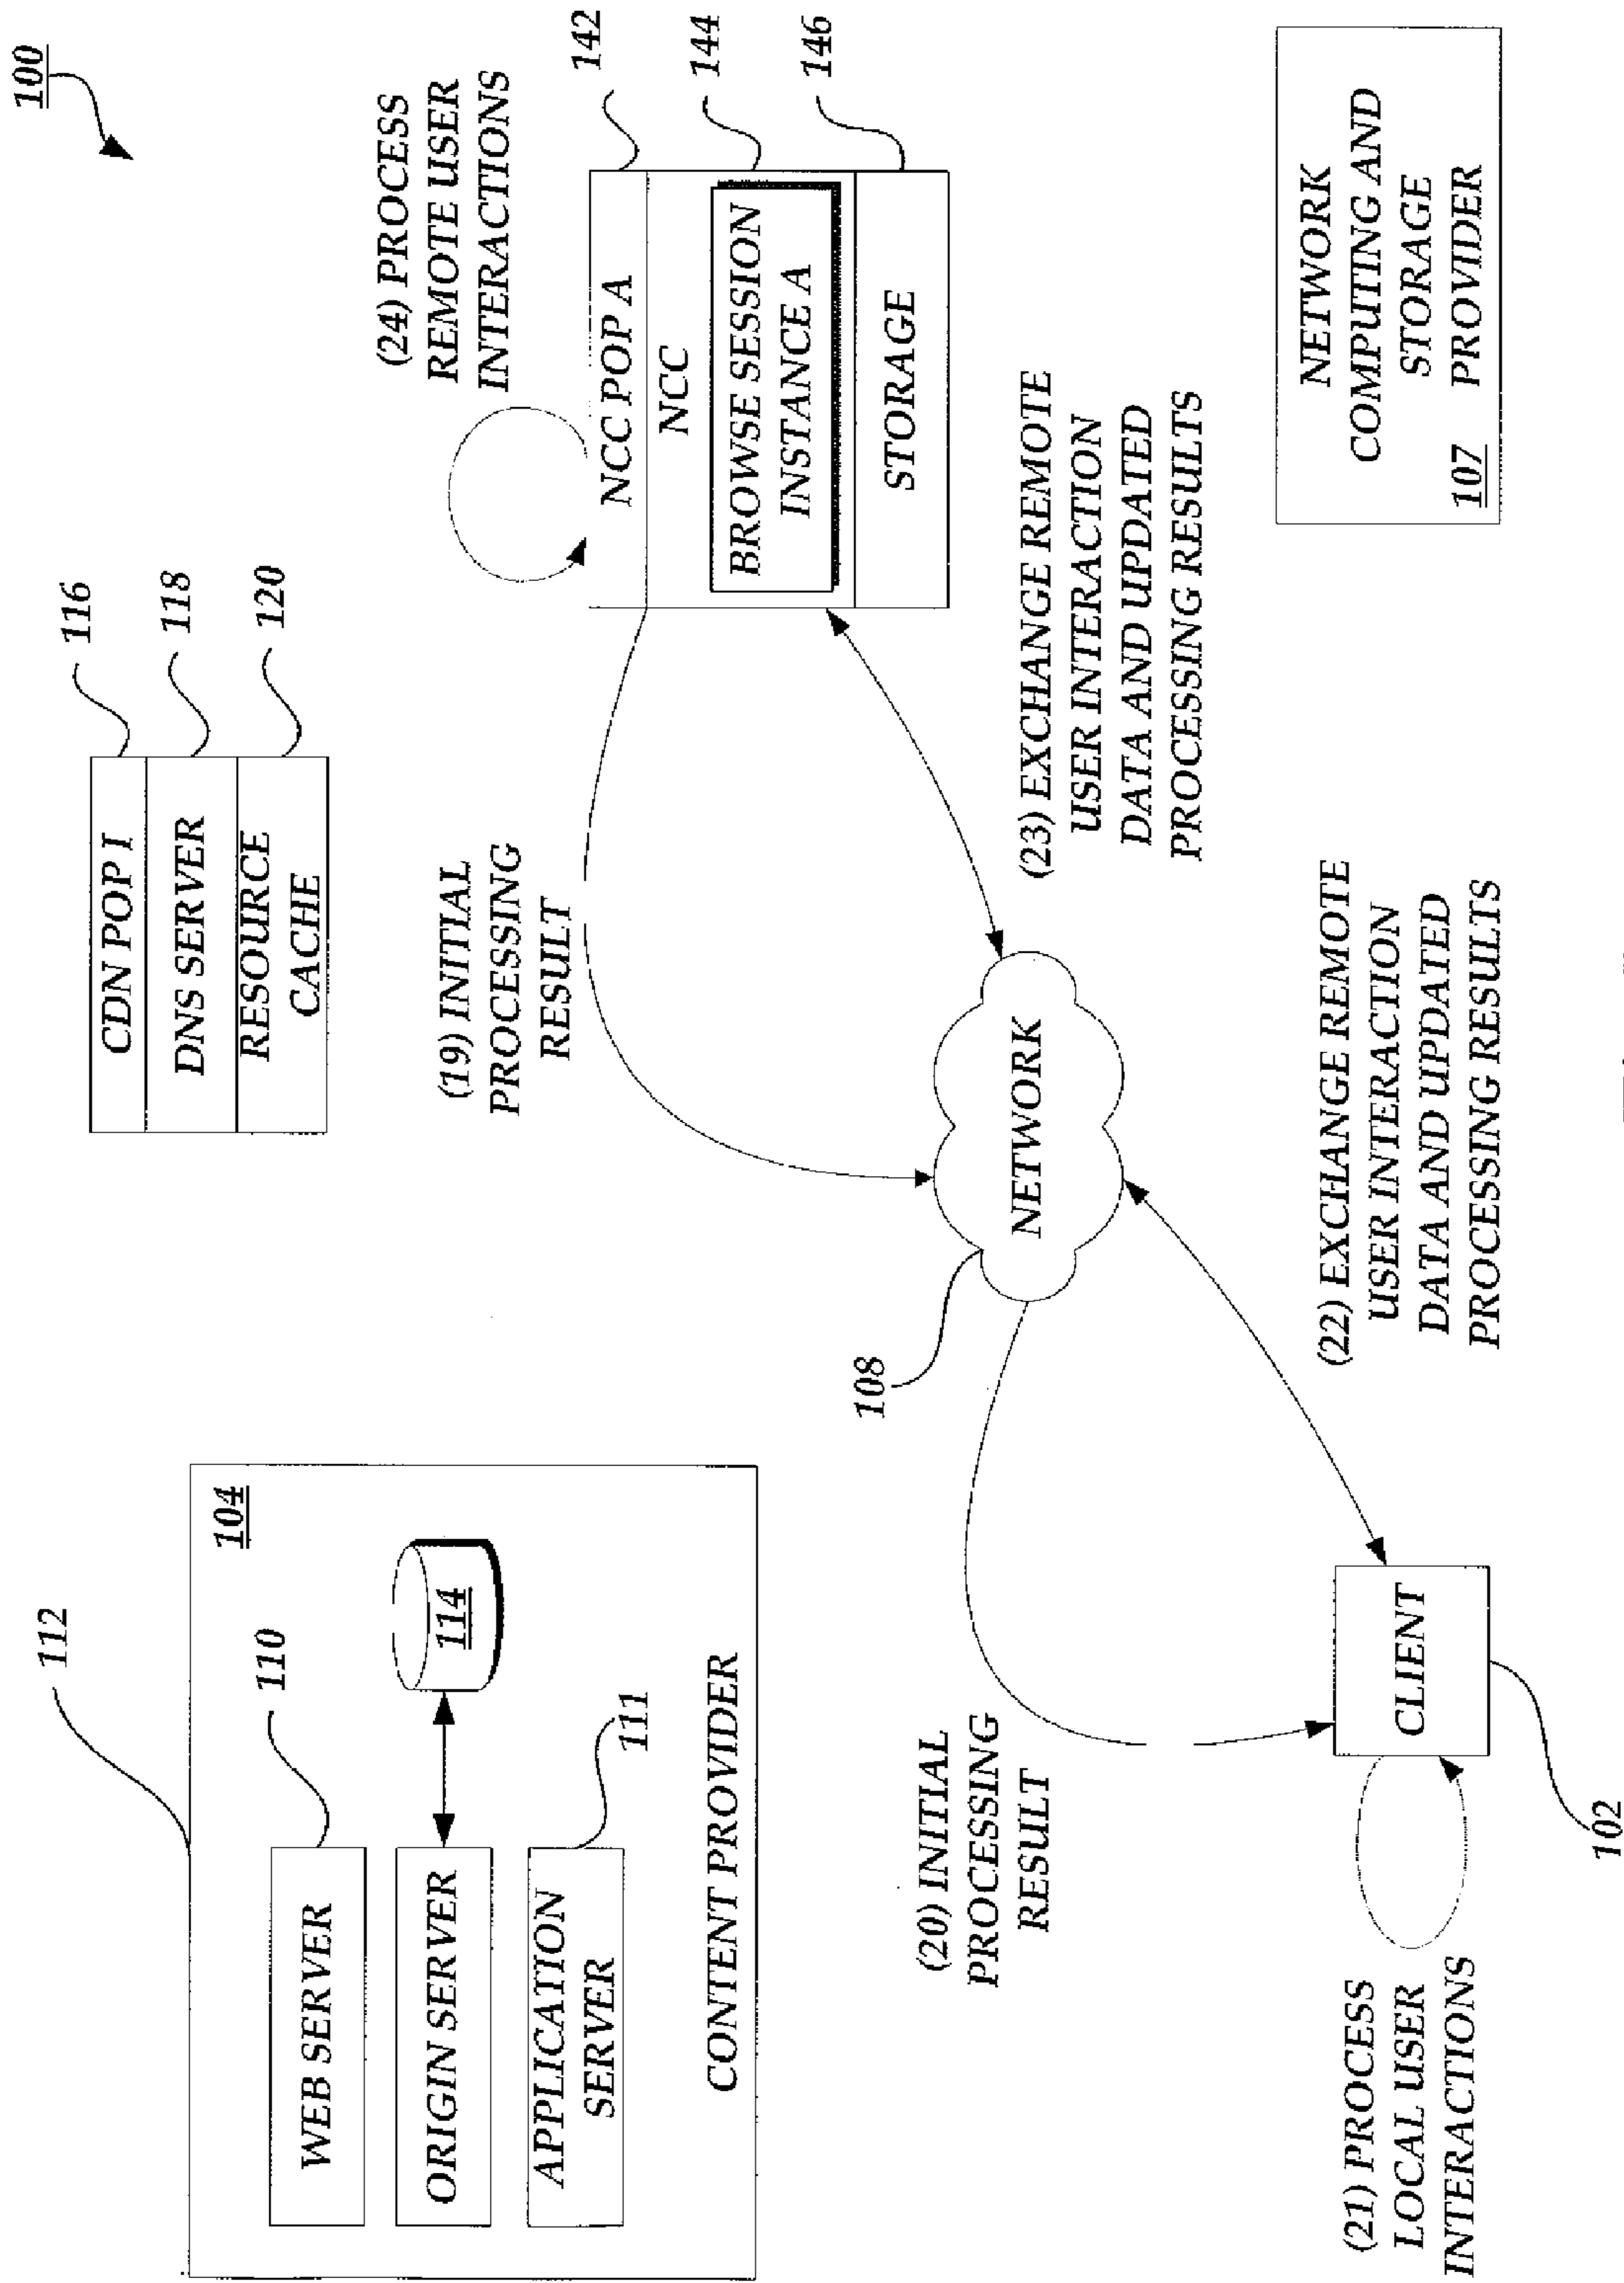 100
112
104
110
WEB SERVER
ORIGIN SERVER
114
APPLICATION
SERVER
111
CONTENT PROVIDER
CDN POP I
DNS SERVER
RESOURCE
CACHE
116
118
120
(24) PROCESS
REMOTE USER
INTERACTIONS
NCC POP A
NCC
BROWSE SESSION
INSTANCE A
STORAGE
142
144
146
(19) INITIAL
PROCESSING
RESULT
108
NETWORK
(23) EXCHANGE REMOTE
USER INTERACTION
DATA AND UPDATED
PROCESSING RESULTS
(20) INITIAL
PROCESSING
RESULT
(21) PROCESS
LOCAL USER
INTERACTIONS
CLIENT
102
(22) EXCHANGE REMOTE
USER INTERACTION
DATA AND UPDATED
PROCESSING RESULTS
NETWORK
COMPUTING AND
STORAGE
PROVIDER
107